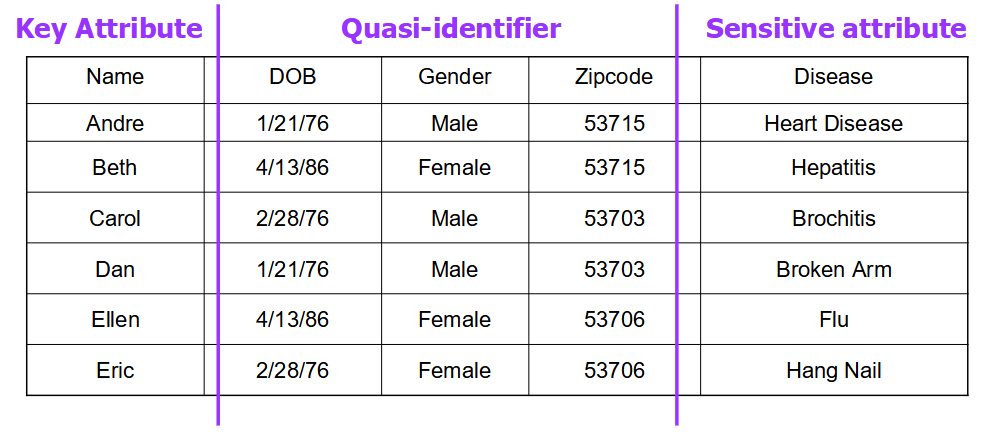 Key Attribute Quasi-identifier Sensitive attribute
Name DOB Gender Zipcode Disease
Andre 1/21/76 Male 53715 Heart Disease
Beth 4/13/86 Female 53715 Hepatitis
Carol 2/28/76 Male 53703 Brochitis
Dan 1/21/76 Male 53703 Broken Arm
Ellen 4/13/86 Female 53706 Flu
Eric 2/28/76 Female 53706 Hang Nail